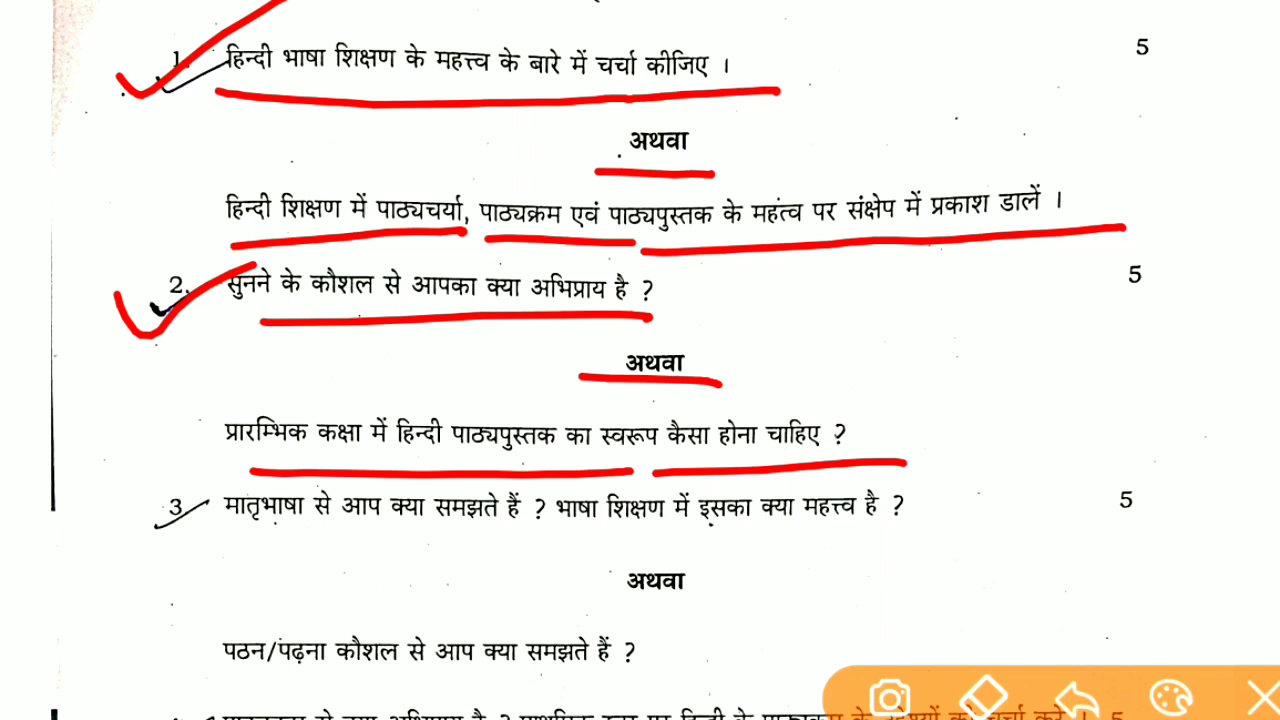 1. हिन्दी भाषा शिक्षण के महत्त्व के बारे में चर्चा कीजिए । 5
अथवा
हिन्दी शिक्षण में पाठ्यचर्या, पाठ्यक्रम एवं पाठ्यपुस्तक के महंत्व पर संक्षेप में प्रकाश डालें ।
2. सुनने के कौशल से आपका क्या अभिप्राय है ? 5
अथवा
प्रारम्भिक कक्षा में हिन्दी पाठ्यपुस्तक का स्वरूप कैसा होना चाहिए ?
3. मातृभाषा से आप क्या समझते हैं ? भाषा शिक्षण में इसका क्या महत्त्व है ? 5
अथवा
पठन/पढ़ना कौशल से आप क्या समझते हैं ?